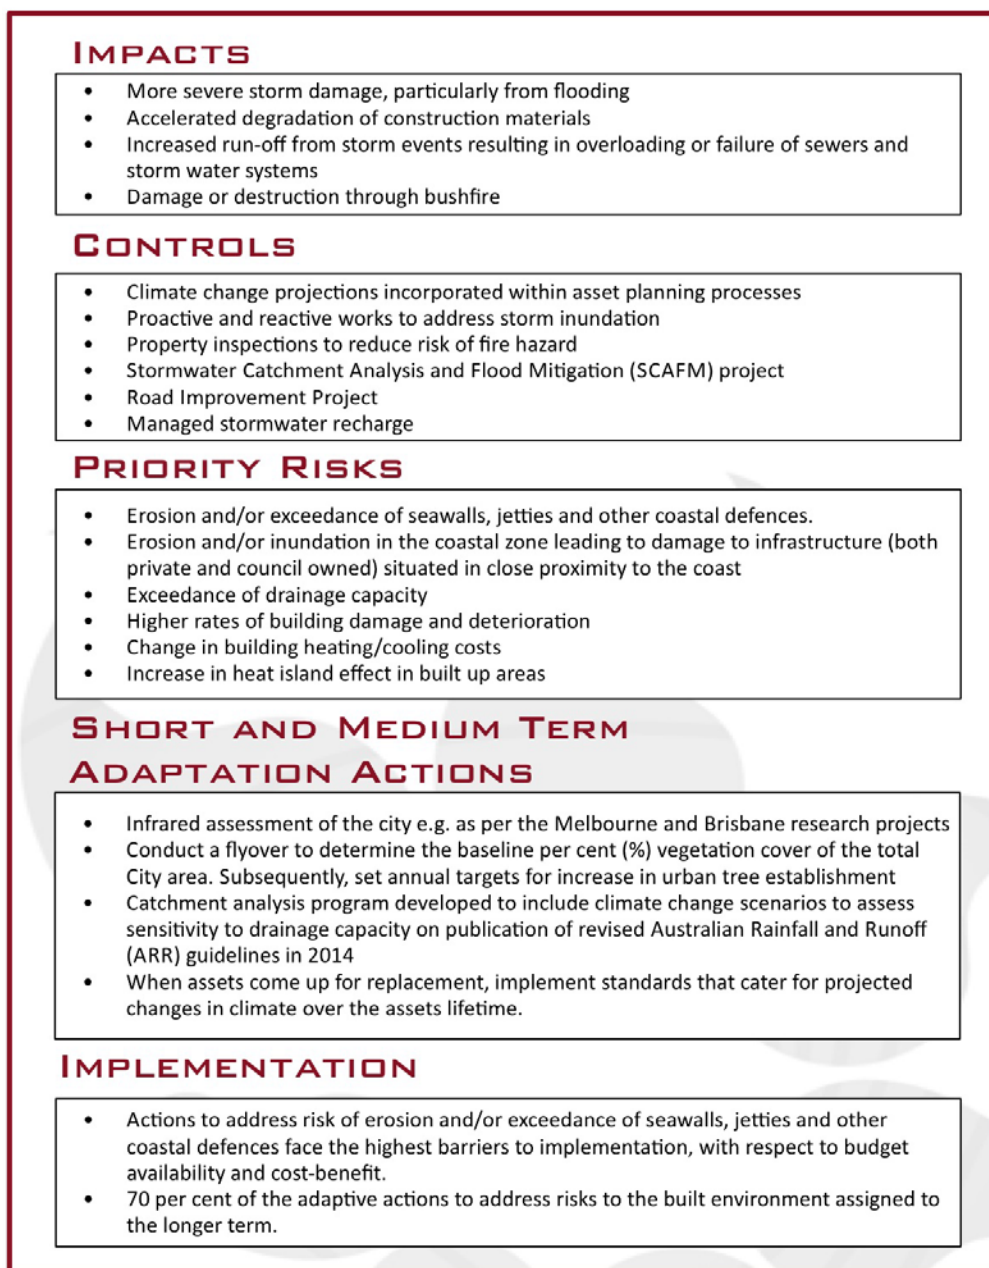 IMPACTS
• More severe storm damage, particularly from flooding
• Accelerated degradation of construction materials
• Increased run-off from storm events resulting in overloading or failure of sewers and
storm water systems
• Damage or destruction through bushfire
CONTROLS
• Climate change projections incorporated within asset planning processes
• Proactive and reactive works to address storm inundation
• Property inspections to reduce risk of fire hazard
• Stormwater Catchment Analysis and Flood Mitigation (SCAFM) project
• Road Improvement Project
• Managed stormwater recharge
PRIORITY RISKS
• Erosion and/or exceedance of seawalls, jetties and other coastal defences.
• Erosion and/or inundation in the coastal zone leading to damage to infrastructure (both
private and council owned) situated in close proximity to the coast
• Exceedance of drainage capacity
• Higher rates of building damage and deterioration
• Change in building heating/cooling costs
• Increase in heat island effect in built up areas
SHORT AND MEDIUM TERM
ADAPTATION ACTIONS
• Infrared assessment of the city e.g. as per the Melbourne and Brisbane research projects
• Conduct a flyover to determine the baseline per cent (%) vegetation cover of the total
City area. Subsequently, set annual targets for increase in urban tree establishment
• Catchment analysis program developed to include climate change scenarios to assess
sensitivity to drainage capacity on publication of revised Australian Rainfall and Runoff
(ARR) guidelines in 2014
• When assets come up for replacement, implement standards that cater for projected
changes in climate over the assets lifetime.
IMPLEMENTATION
• Actions to address risk of erosion and/or exceedance of seawalls, jetties and other
coastal defences face the highest barriers to implementation, with respect to budget
availability and cost-benefit.
• 70 per cent of the adaptive actions to address risks to the built environment assigned to
the longer term.